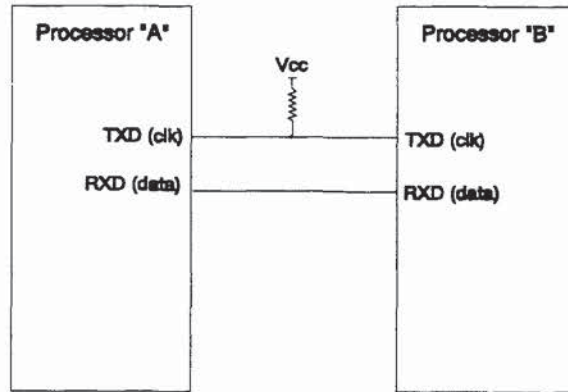 Processor "A"
Processor "B"
Vcc
TXD (clk)
TXD (clk)
RXD (data)
RXD (data)